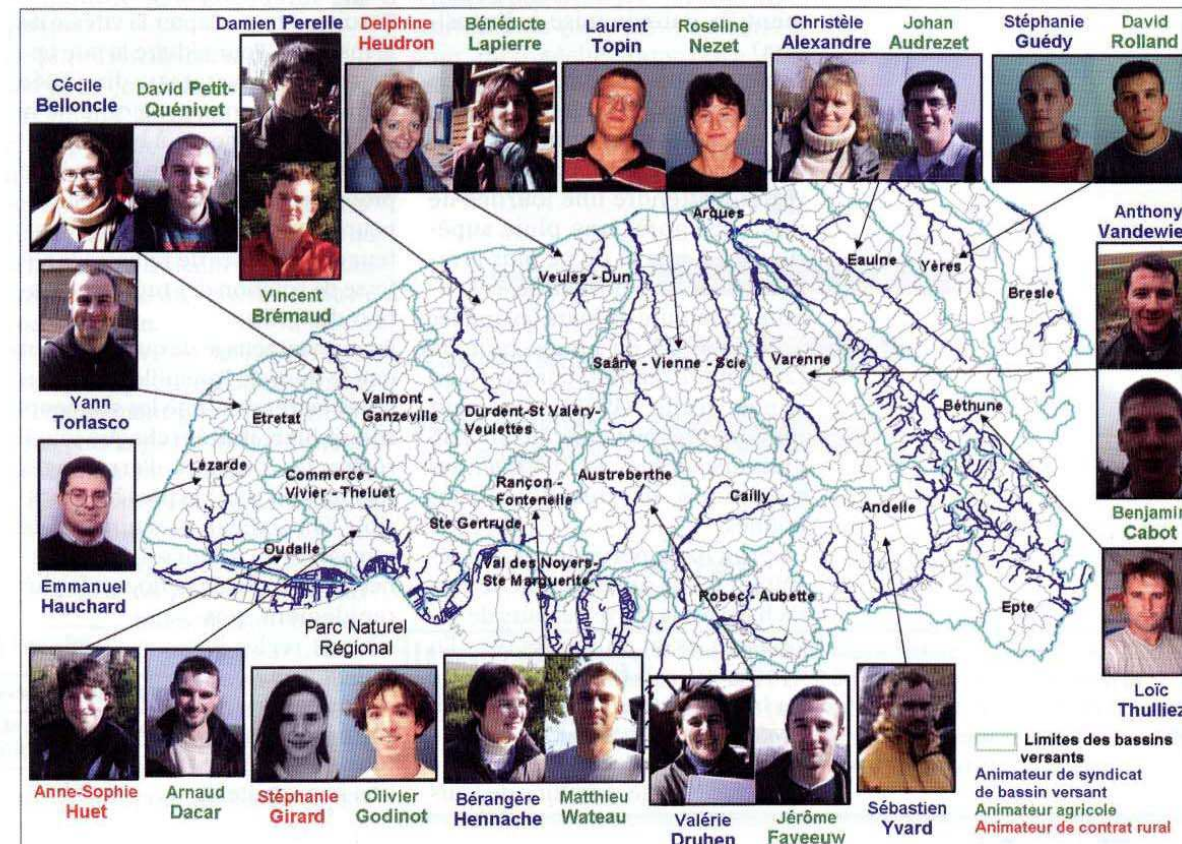 Damien Perelle
Delphine
Heudron
Bénédicte
Lapierre
Laurent
Topin
Roseline
Nezet
Christèle
Alexandre
Johan
Audrezet
Stéphanie
Guédy
David
Rolland
Cécile
Belloncle
David Petit-
Quénivet
Vincent
Brémaud
Anthony
Vandewiel
Yann
Torlasco
Benjamin
Cabot
Emmanuel
Hauchard
Loïc
Thulliez
Arques
Eaulne
Yères
Bresle
Veules - Dun
Saâne - Vienne - Scie
Varenne
Béthune
Etretat
Valmont -
Ganzeville
Durdent-St Valéry-
Veulettes
Lézarde
Commerce -
Vivier - Theluet
Rançon -
Fontenelle
Austreberthe
Cailly
Andelle
Ste Gertrude
Oudalle
Val des Noyers-
Ste Marguerite
Robec - Aubette
Epte
Parc Naturel
Régional
Anne-Sophie
Huet
Arnaud
Dacar
Stéphanie
Girard
Olivier
Godinot
Bérangère
Hennache
Matthieu
Wateau
Valérie
Druhen
Jérôme
Faveeuw
Sébastien
Yvard
Limites des bassins
versants
Animateur de syndicat
de bassin versant
Animateur agricole
Animateur de contrat rural